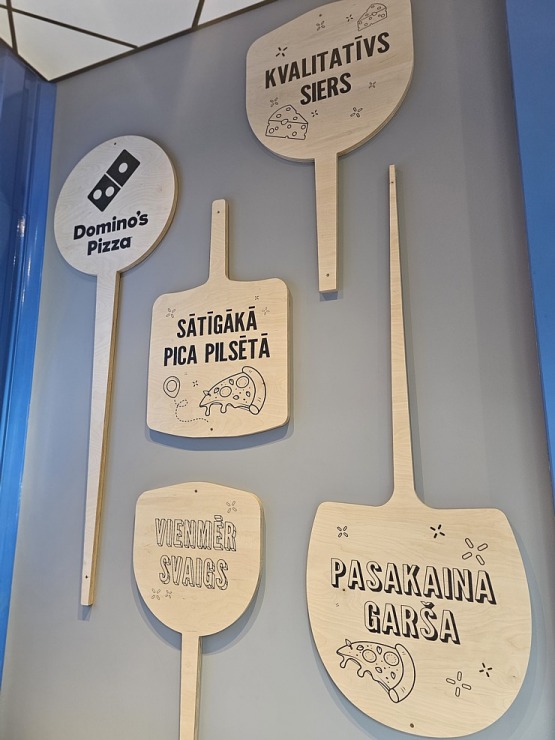 KVALITATĪVS
SIERS
Domino's
Pizza
SĀTĪGĀKĀ
PICA PILSĒTĀ
VIENMĒR
SVAIGS
PASAKAINA
GARŠA